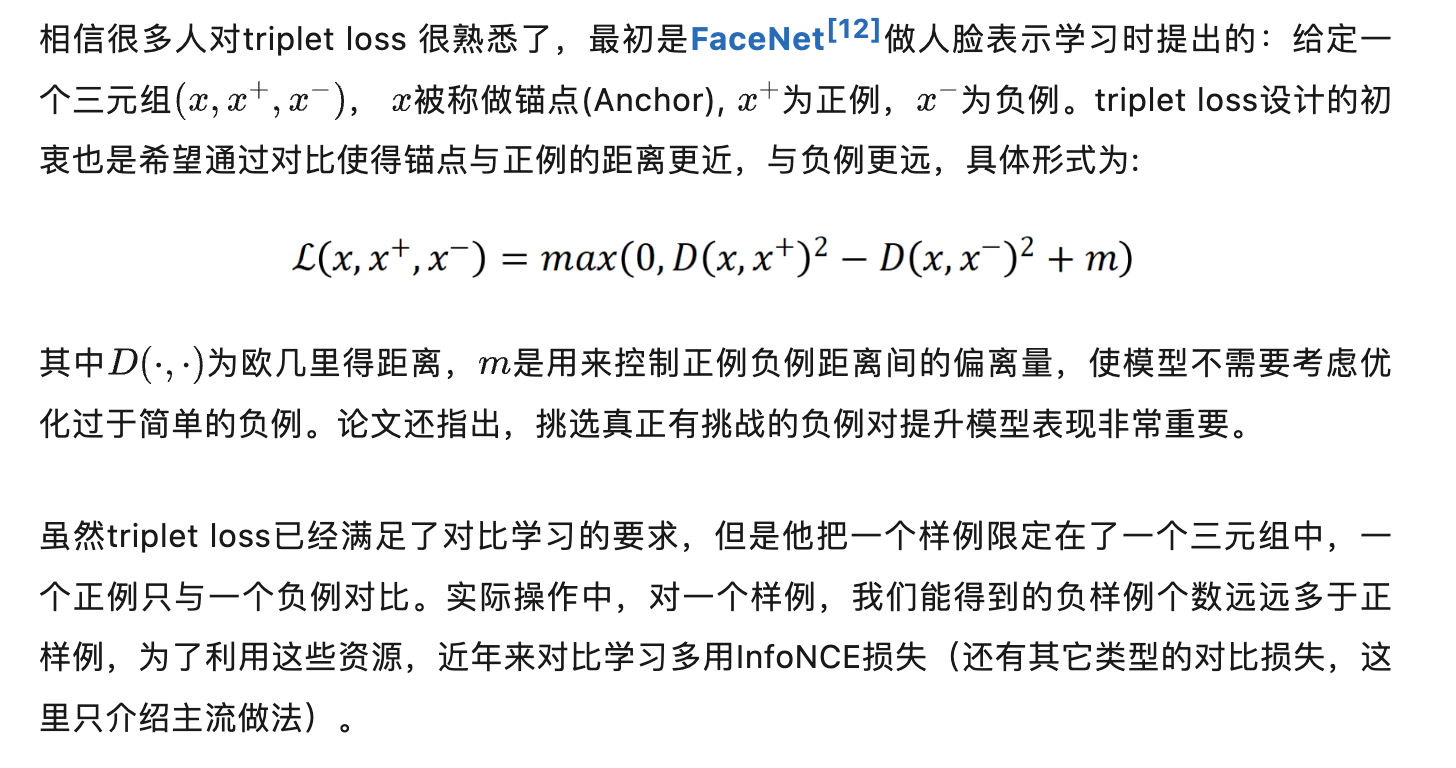 相信很多人对triplet loss 很熟悉了，最初是FaceNet[12]做人脸表示学习时提出的：给定一
个三元组(x, x⁺, x⁻)， x被称做锚点(Anchor), x⁺为正例，x⁻为负例。triplet loss设计的初
衷也是希望通过对比使得锚点与正例的距离更近，与负例更远，具体形式为:
ℒ(x, x⁺, x⁻) = max(0, D(x, x⁺)² − D(x, x⁻)² + m)
其中D(·,·)为欧几里得距离，m是用来控制正例负例距离间的偏离量，使模型不需要考虑优
化过于简单的负例。论文还指出，挑选真正有挑战的负例对提升模型表现非常重要。
虽然triplet loss已经满足了对比学习的要求，但是他把一个样例限定在了一个三元组中，一
个正例只与一个负例对比。实际操作中，对一个样例，我们能得到的负样例个数远远多于正
样例，为了利用这些资源，近年来对比学习多用InfoNCE损失（还有其它类型的对比损失，这
里只介绍主流做法）。